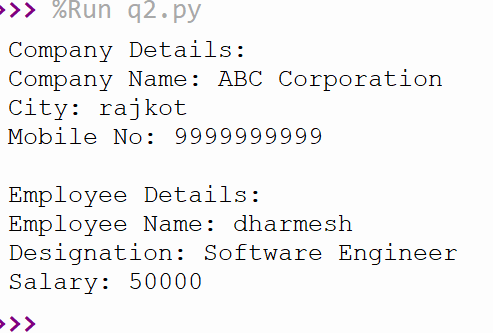 >>> %Run q2.py
Company Details:
Company Name: ABC Corporation
City: rajkot
Mobile No: 9999999999
Employee Details:
Employee Name: dharmesh
Designation: Software Engineer
Salary: 50000
>>>